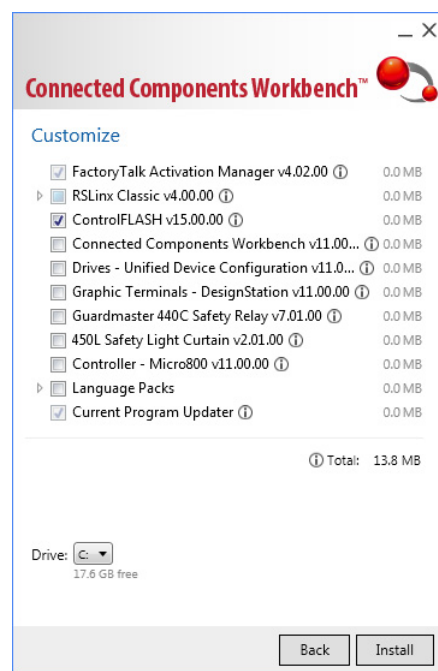 Connected Components Workbench™
Customize
FactoryTalk Activation Manager v4.02.00 0.0 MB
RSLinx Classic v4.00.00 0.0 MB
ControlFLASH v15.00.00 0.0 MB
Connected Components Workbench v11.00... 0.0 MB
Drives - Unified Device Configuration v11.0... 0.0 MB
Graphic Terminals - DesignStation v11.00.00 0.0 MB
Guardmaster 440C Safety Relay v7.01.00 0.0 MB
450L Safety Light Curtain v2.01.00 0.0 MB
Controller - Micro800 v11.00.00 0.0 MB
Language Packs 0.0 MB
Current Program Updater 0.0 MB
Total: 13.8 MB
Drive: C:
17.6 GB free
Back Install